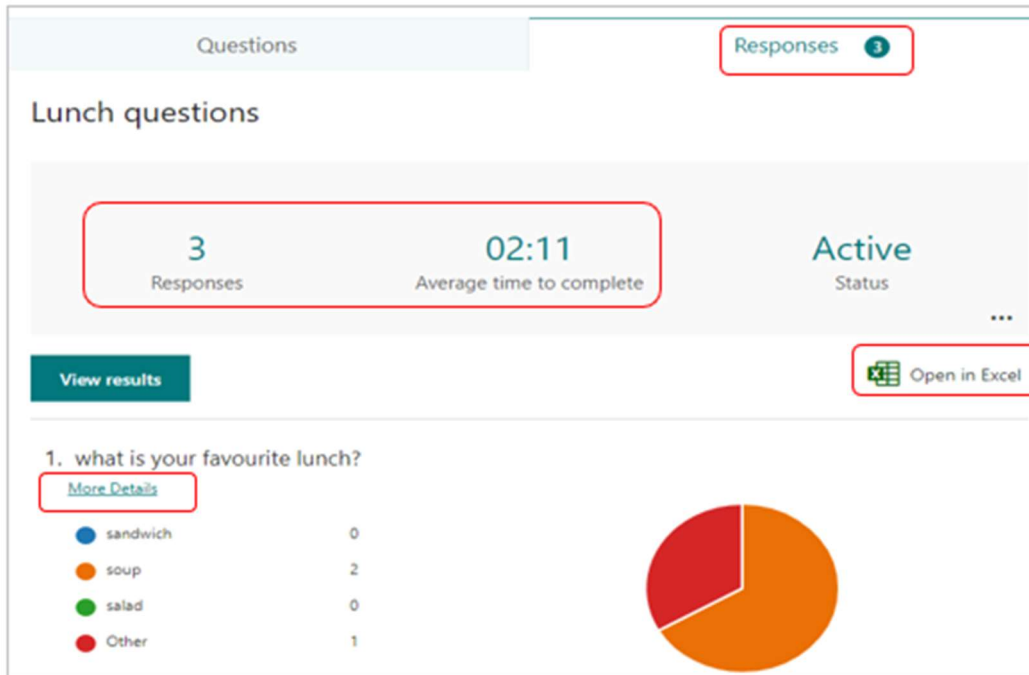 Questions
Responses 3
Lunch questions
3 02:11 Active
Responses Average time to complete Status
...
View results Open in Excel
1. what is your favourite lunch?
More Details
sandwich 0
soup 2
salad 0
Other 1